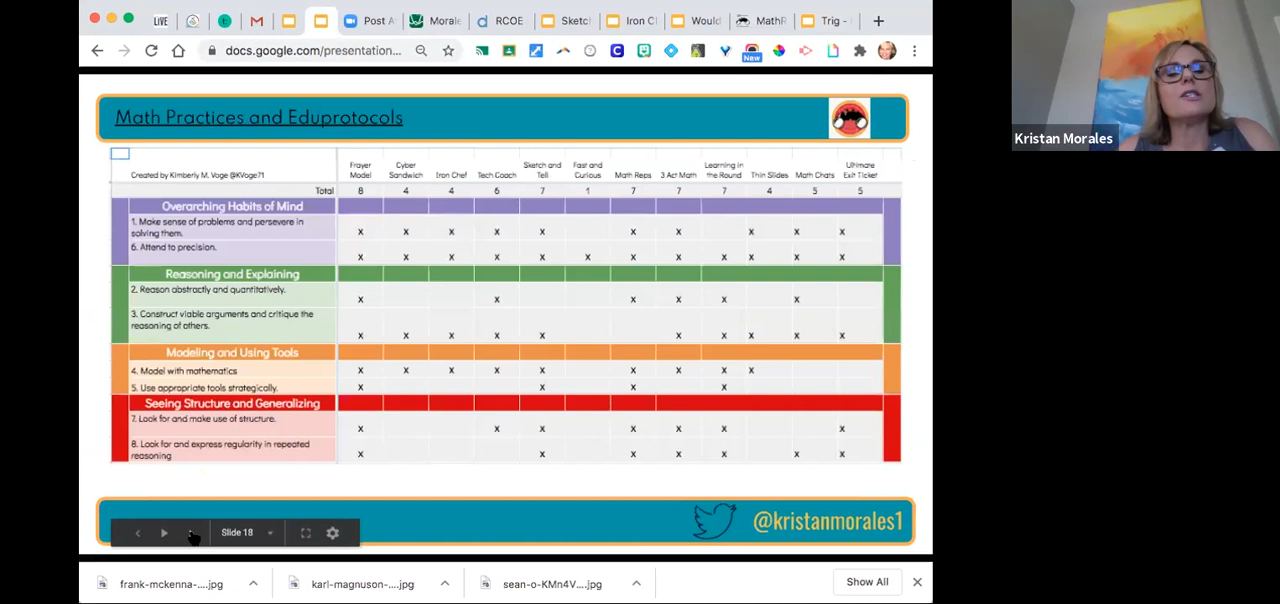 LIVE
Post A
Morale
RCOE
Sketc
Iron C
Would
MathR
Trig -
docs.google.com/presentation...
New
Kristan Morales
Math Practices and Eduprotocols
Created by Kimberly M. Voge @KVoge71
Frayer Model
Cyber Sandwich
Iron Chef
Tech Coach
Sketch and Tell
Fast and Curious
Math Reps
3 Act Math
Learning in the Round
Thin Slides
Math Chats
Ultimate Exit Ticket
Total 8 4 4 6 7 1 7 7 7 4 5 5
Overarching Habits of Mind
1. Make sense of problems and persevere in
solving them.
x x x x x x x x x x
6. Attend to precision.
x x x x x x x x x x x x
Reasoning and Explaining
2. Reason abstractly and quantitatively.
x x x x x x
3. Construct viable arguments and critique the
reasoning of others.
x x x x x x x x x x
Modeling and Using Tools
4. Model with mathematics
x x x x x x x x x
5. Use appropriate tools strategically.
x x x x
Seeing Structure and Generalizing
7. Look for and make use of structure.
x x x x x x x
8. Look for and express regularity in repeated
reasoning
x x x x x x x
Slide 18
@kristanmorales1
frank-mckenna-....jpg
karl-magnuson-....jpg
sean-o-KMn4V....jpg
Show All